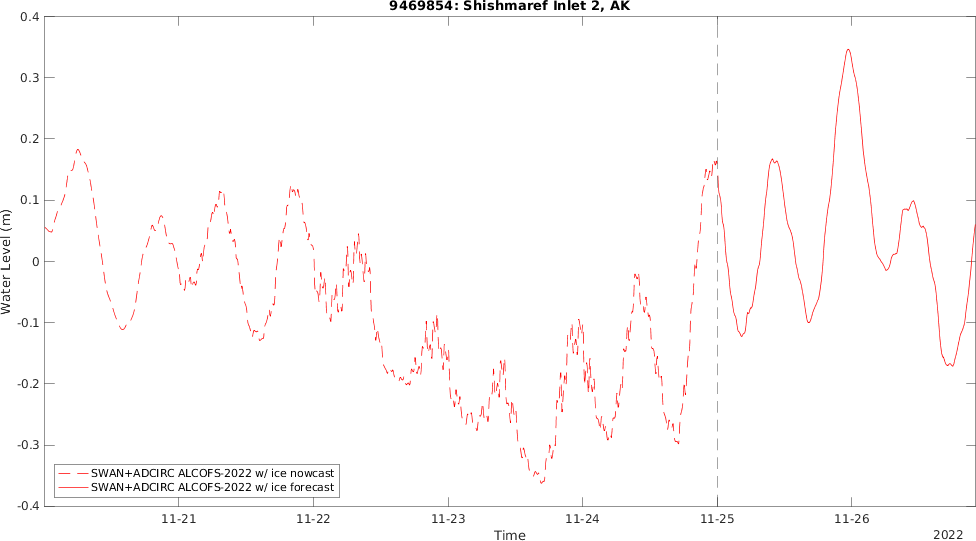 9469854: Shishmaref Inlet 2, AK
0.4
0.3
0.2
0.1
0
-0.1
-0.2
-0.3
-0.4
Water Level (m)
SWAN+ADCIRC ALCOFS-2022 w/ ice nowcast
SWAN+ADCIRC ALCOFS-2022 w/ ice forecast
11-21 11-22 11-23 11-24 11-25 11-26
Time
2022